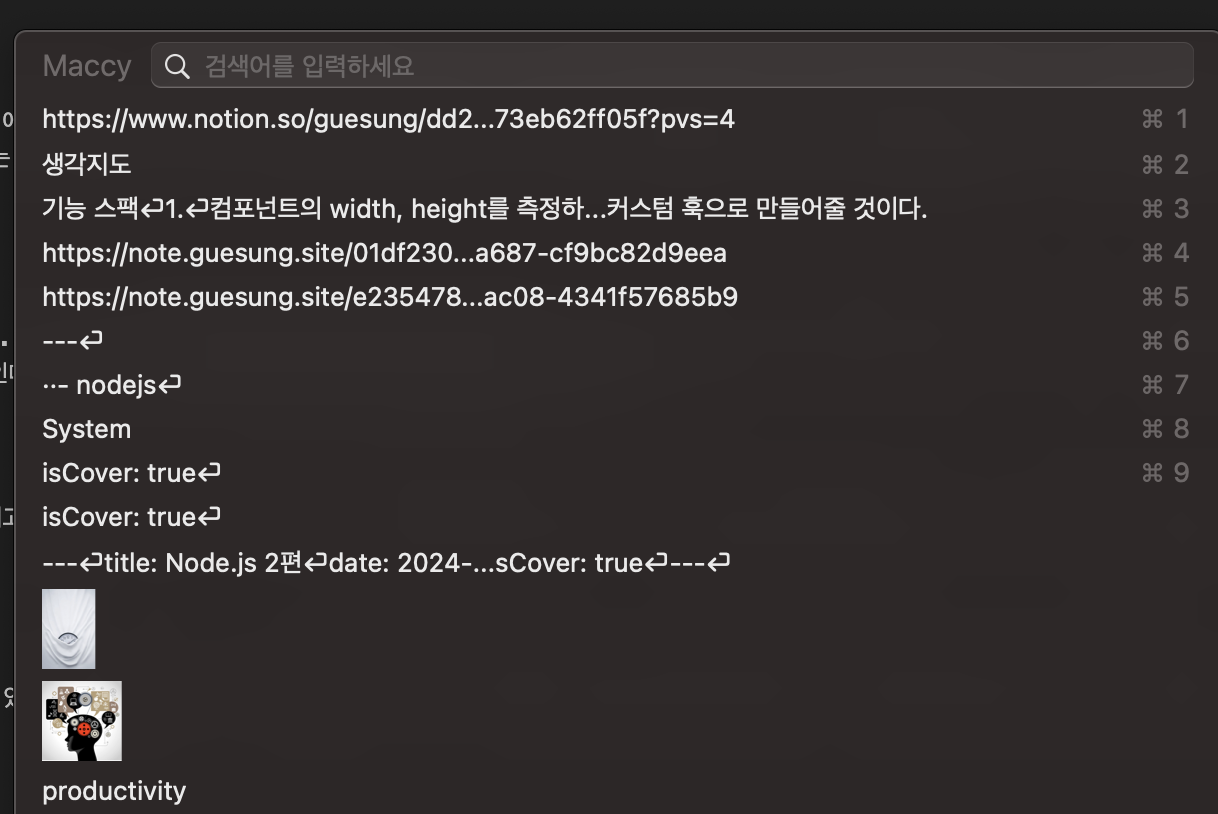 Maccy 검색어를 입력하세요
https://www.notion.so/guesung/dd2...73eb62ff05f?pvs=4 ⌘ 1
생각지도 ⌘ 2
기능 스팩⏎1.⏎컴포넌트의 width, height를 측정하...커스텀 훅으로 만들어줄 것이다. ⌘ 3
https://note.guesung.site/01df230...a687-cf9bc82d9eea ⌘ 4
https://note.guesung.site/e235478...ac08-4341f57685b9 ⌘ 5
---⏎ ⌘ 6
··- nodejs⏎ ⌘ 7
System ⌘ 8
isCover: true⏎ ⌘ 9
isCover: true⏎
---⏎title: Node.js 2편⏎date: 2024-...sCover: true⏎---⏎
productivity